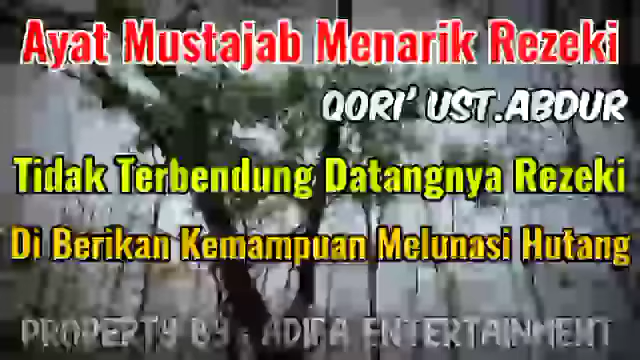 Ayat Mustajab Menarik Rezeki
QORI' UST.ABDUR
Tidak Terbendung Datangnya Rezeki
Di Berikan Kemampuan Melunasi Hutang
PROPERTY BY : ADIFA ENTERTAINMENT